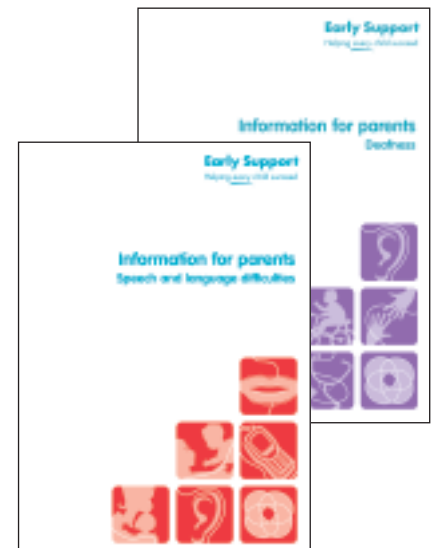 Early Support
Helping every child succeed
Information for parents
Deafness
Early Support
Helping every child succeed
Information for parents
Speech and language difficulties